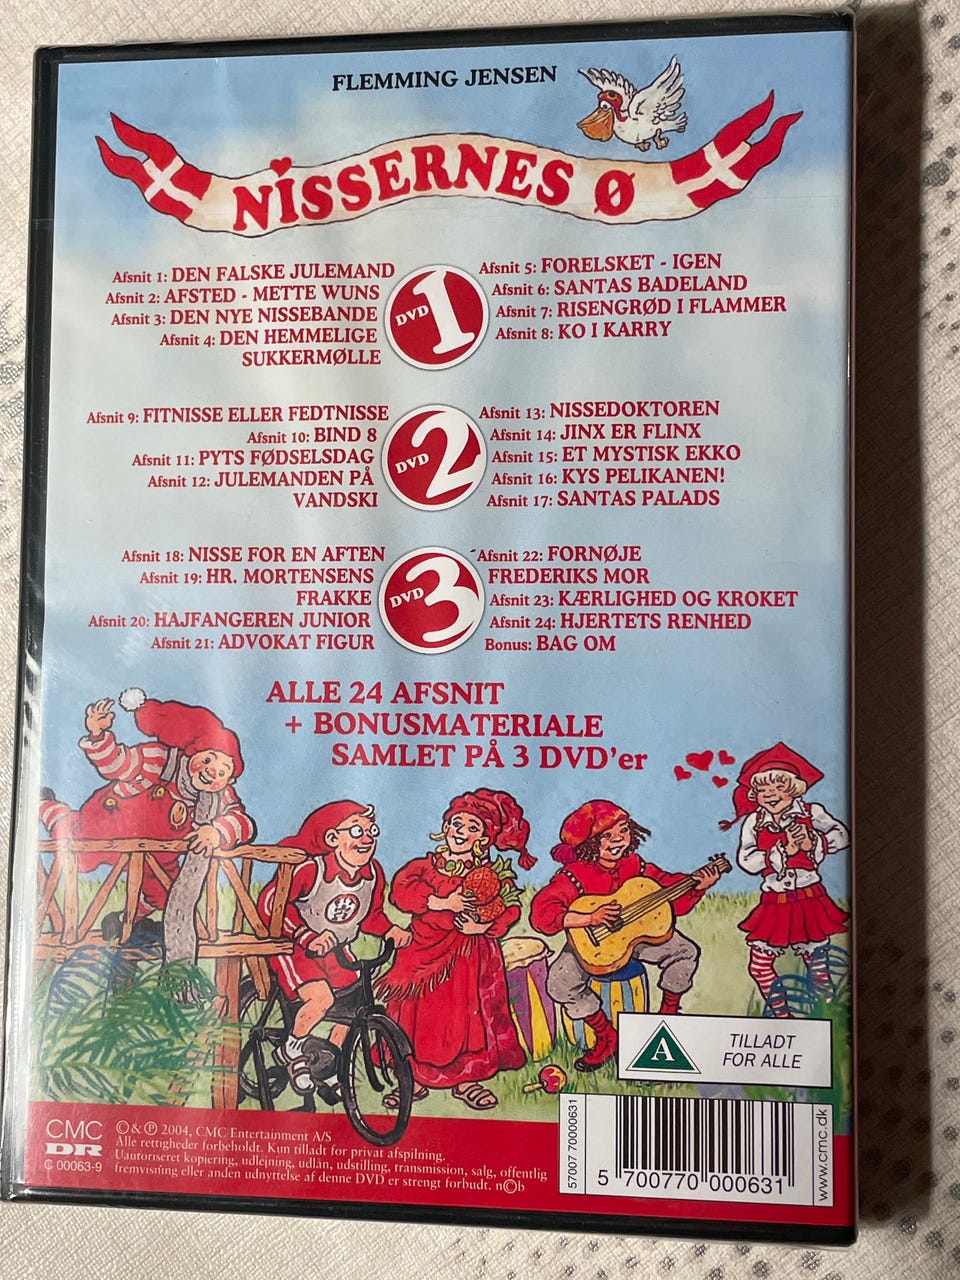 FLEMMING JENSEN
NISSERNES Ø
Afsnit 1: DEN FALSKE JULEMAND
Afsnit 2: AFSTED - METTE WUNS
Afsnit 3: DEN NYE NISSEBANDE
Afsnit 4: DEN HEMMELIGE
SUKKERMØLLE
DVD 1
Afsnit 5: FORELSKET - IGEN
Afsnit 6: SANTAS BADELAND
Afsnit 7: RISENGRØD I FLAMMER
Afsnit 8: KO I KARRY
Afsnit 9: FITNISSE ELLER FEDTNISSE
Afsnit 10: BIND 8
Afsnit 11: PYTS FØDSELSDAG
Afsnit 12: JULEMANDEN PÅ
VANDSKI
DVD 2
Afsnit 13: NISSEDOKTOREN
Afsnit 14: JINX ER FLINX
Afsnit 15: ET MYSTISK EKKO
Afsnit 16: KYS PELIKANEN!
Afsnit 17: SANTAS PALADS
Afsnit 18: NISSE FOR EN AFTEN
Afsnit 19: HR. MORTENSENS
FRAKKE
Afsnit 20: HAJFANGEREN JUNIOR
Afsnit 21: ADVOKAT FIGUR
DVD 3
Afsnit 22: FORNØJE
FREDERIKS MOR
Afsnit 23: KÆRLIGHED OG KROKET
Afsnit 24: HJERTETS RENHED
Bonus: BAG OM
ALLE 24 AFSNIT
+ BONUSMATERIALE
SAMLET PÅ 3 DVD'er
A
TILLADT
FOR ALLE
CMC
DR
C 00063-9
© & ℗ 2004, CMC Entertainment A/S
Alle rettigheder forbeholdt. Kun tilladt for privat afspilning.
Uautoriseret kopiering, udlejning, udlån, udstilling, transmission, salg, offentlig
fremvisning eller anden udnyttelse af denne DVD er strengt forbudt. n©b
5700770000631
5 700770 000631
www.cmc.dk